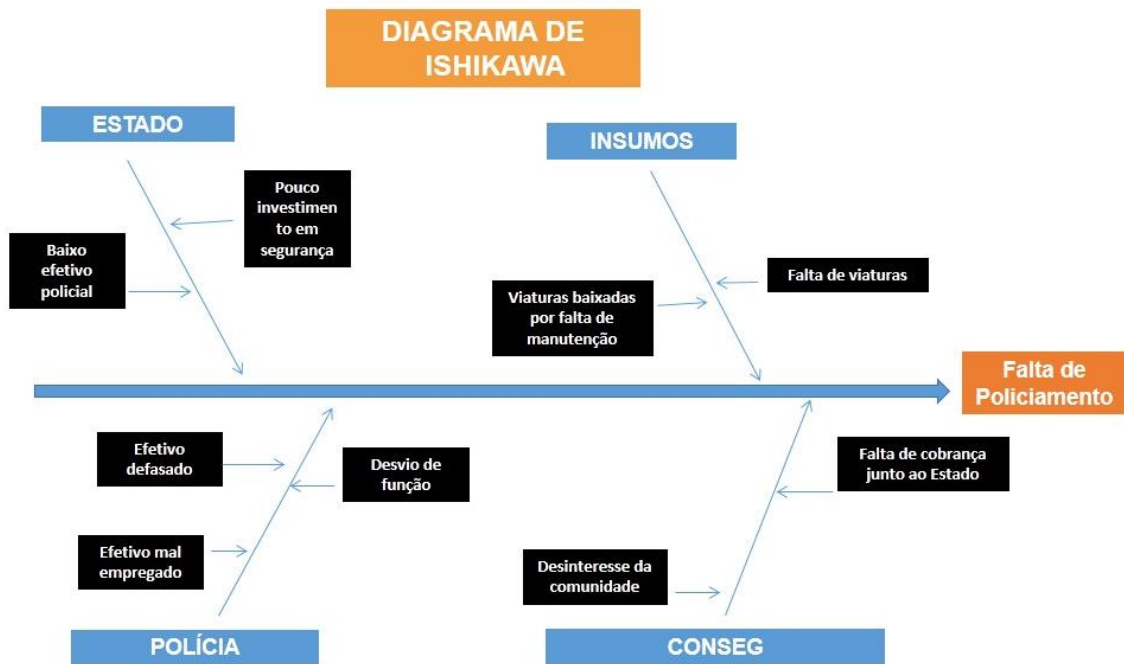 DIAGRAMA DE
ISHIKAWA
ESTADO
INSUMOS
Pouco
investimen
to em
segurança
Baixo
efetivo
policial
Falta de viaturas
Viaturas baixadas
por falta de
manutenção
Falta de
Policiamento
Efetivo
defasado
Desvio de
função
Falta de cobrança
junto ao Estado
Efetivo mal
empregado
Desinteresse da
comunidade
POLÍCIA
CONSEG